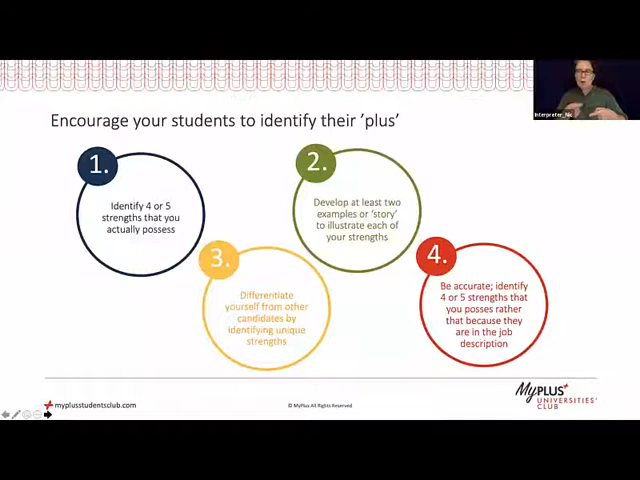 Encourage your students to identify their 'plus'
1.
Identify 4 or 5
strengths that you
actually possess
2.
Develop at least two
examples or 'story'
to illustrate each of
your strengths
3.
Differentiate
yourself from other
candidates by
identifying unique
strengths
4.
Be accurate; identify
4 or 5 strengths that
you posses rather
that because they
are in the job
description
myplusstudentsclub.com
© MyPlus All Rights Reserved
MyPLUS+
UNIVERSITIES'
CLUB